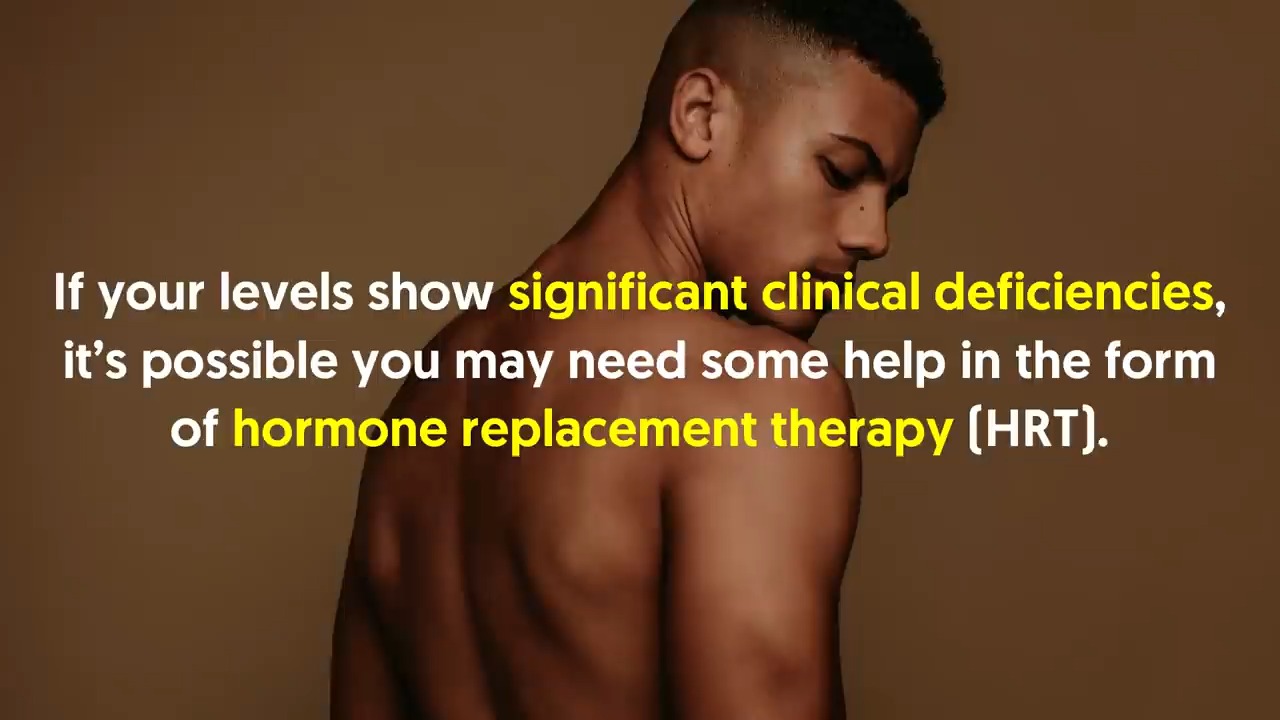 If your levels show significant clinical deficiencies,
it’s possible you may need some help in the form
of hormone replacement therapy (HRT).